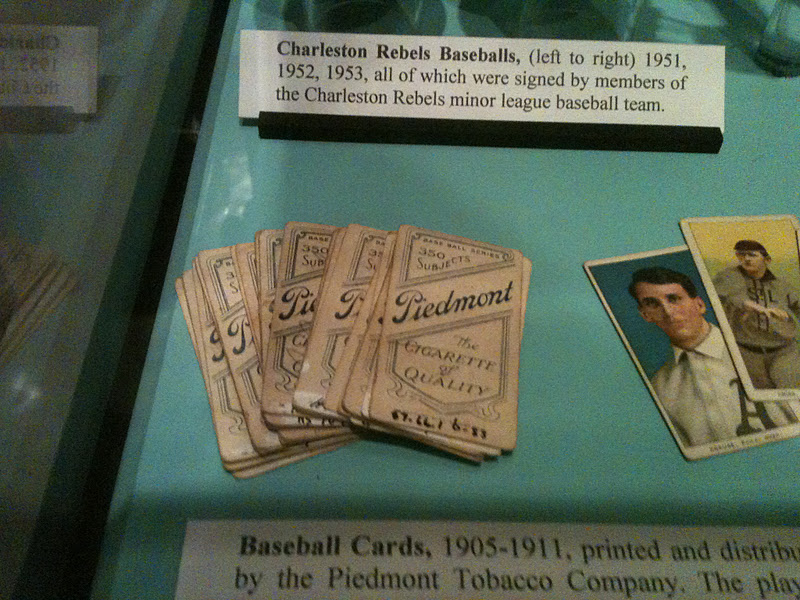 Charleston Rebels Baseballs, (left to right) 1951,
1952, 1953, all of which were signed by members of
the Charleston Rebels minor league baseball team.
BASE BALL SERIES
350
SUBJECTS
Piedmont
The
CIGARETTE
of
QUALITY
Baseball Cards, 1905-1911, printed and distribu
by the Piedmont Tobacco Company. The play